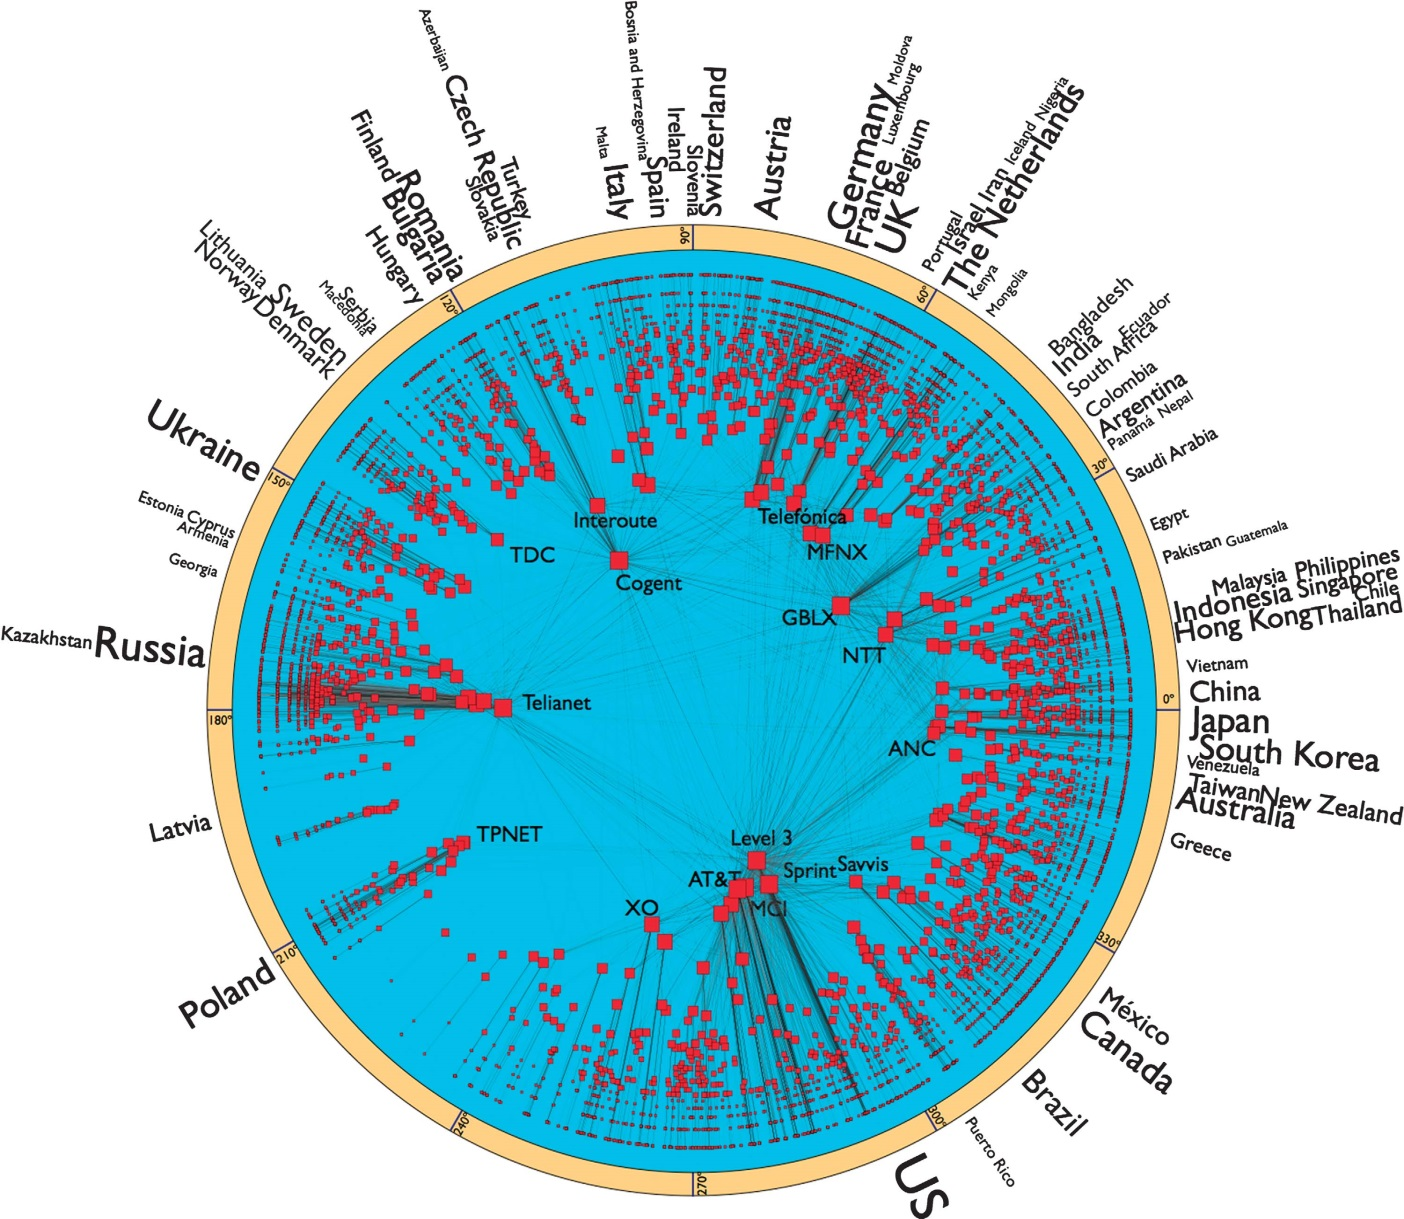 Azerbaijan
Czech Republic
Turkey
Slovakia
Finland
Romania
Bulgaria
Hungary
Lithuania
Norway
Sweden
Denmark
Serbia
Macedonia
Ukraine
Estonia
Cyprus
Armenia
Georgia
Kazakhstan
Russia
Latvia
Poland
Malta
Italy
Bosnia and Herzegovina
Spain
Ireland
Slovenia
Switzerland
Austria
Germany
Moldova
France
Luxembourg
UK
Belgium
Portugal
Israel
Iran
Iceland
Nigeria
The Netherlands
Kenya
Mongolia
Bangladesh
India
Ecuador
South Africa
Colombia
Argentina
Panamá
Nepal
Saudi Arabia
Egypt
Pakistan
Guatemala
Malaysia
Philippines
Indonesia
Singapore
Chile
Hong Kong
Thailand
Vietnam
China
Japan
South Korea
Venezuela
Taiwan
New Zealand
Australia
Greece
México
Canada
Brazil
Puerto Rico
US
90°
60°
30°
0°
330°
300°
270°
240°
210°
180°
150°
120°
Interoute
TDC
Cogent
Telefónica
MFNX
GBLX
NTT
Telianet
ANC
TPNET
Level 3
AT&T
Sprint
Savvis
XO
MCI